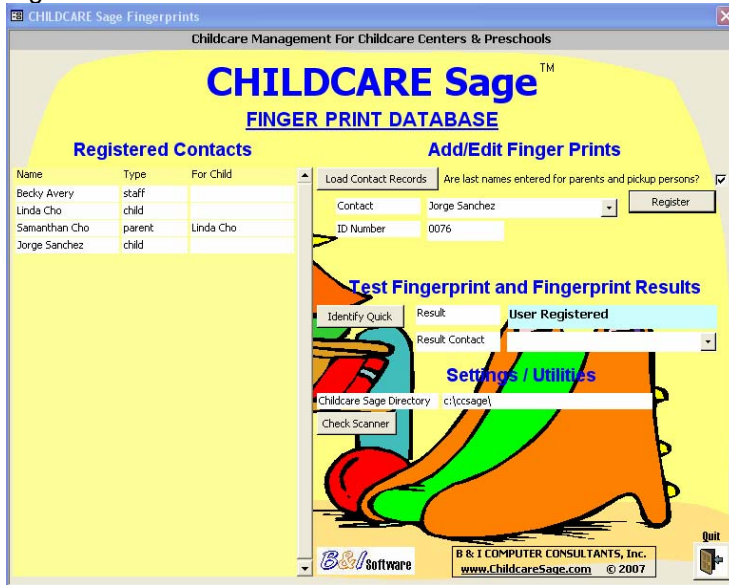 CHILDCARE Sage Fingerprints
Childcare Management For Childcare Centers & Preschools
CHILDCARE Sage™
FINGER PRINT DATABASE
Registered Contacts
Name Type For Child
Becky Avery staff
Linda Cho child
Samanthan Cho parent Linda Cho
Jorge Sanchez child
Add/Edit Finger Prints
Load Contact Records Are last names entered for parents and pickup persons?
Contact Jorge Sanchez Register
ID Number 0076
Test Fingerprint and Fingerprint Results
Identify Quick Result User Registered
Result Contact
Settings / Utilities
Childcare Sage Directory c:\ccsage\
Check Scanner
B&I Software
B & I COMPUTER CONSULTANTS, Inc.
www.ChildcareSage.com © 2007
Quit